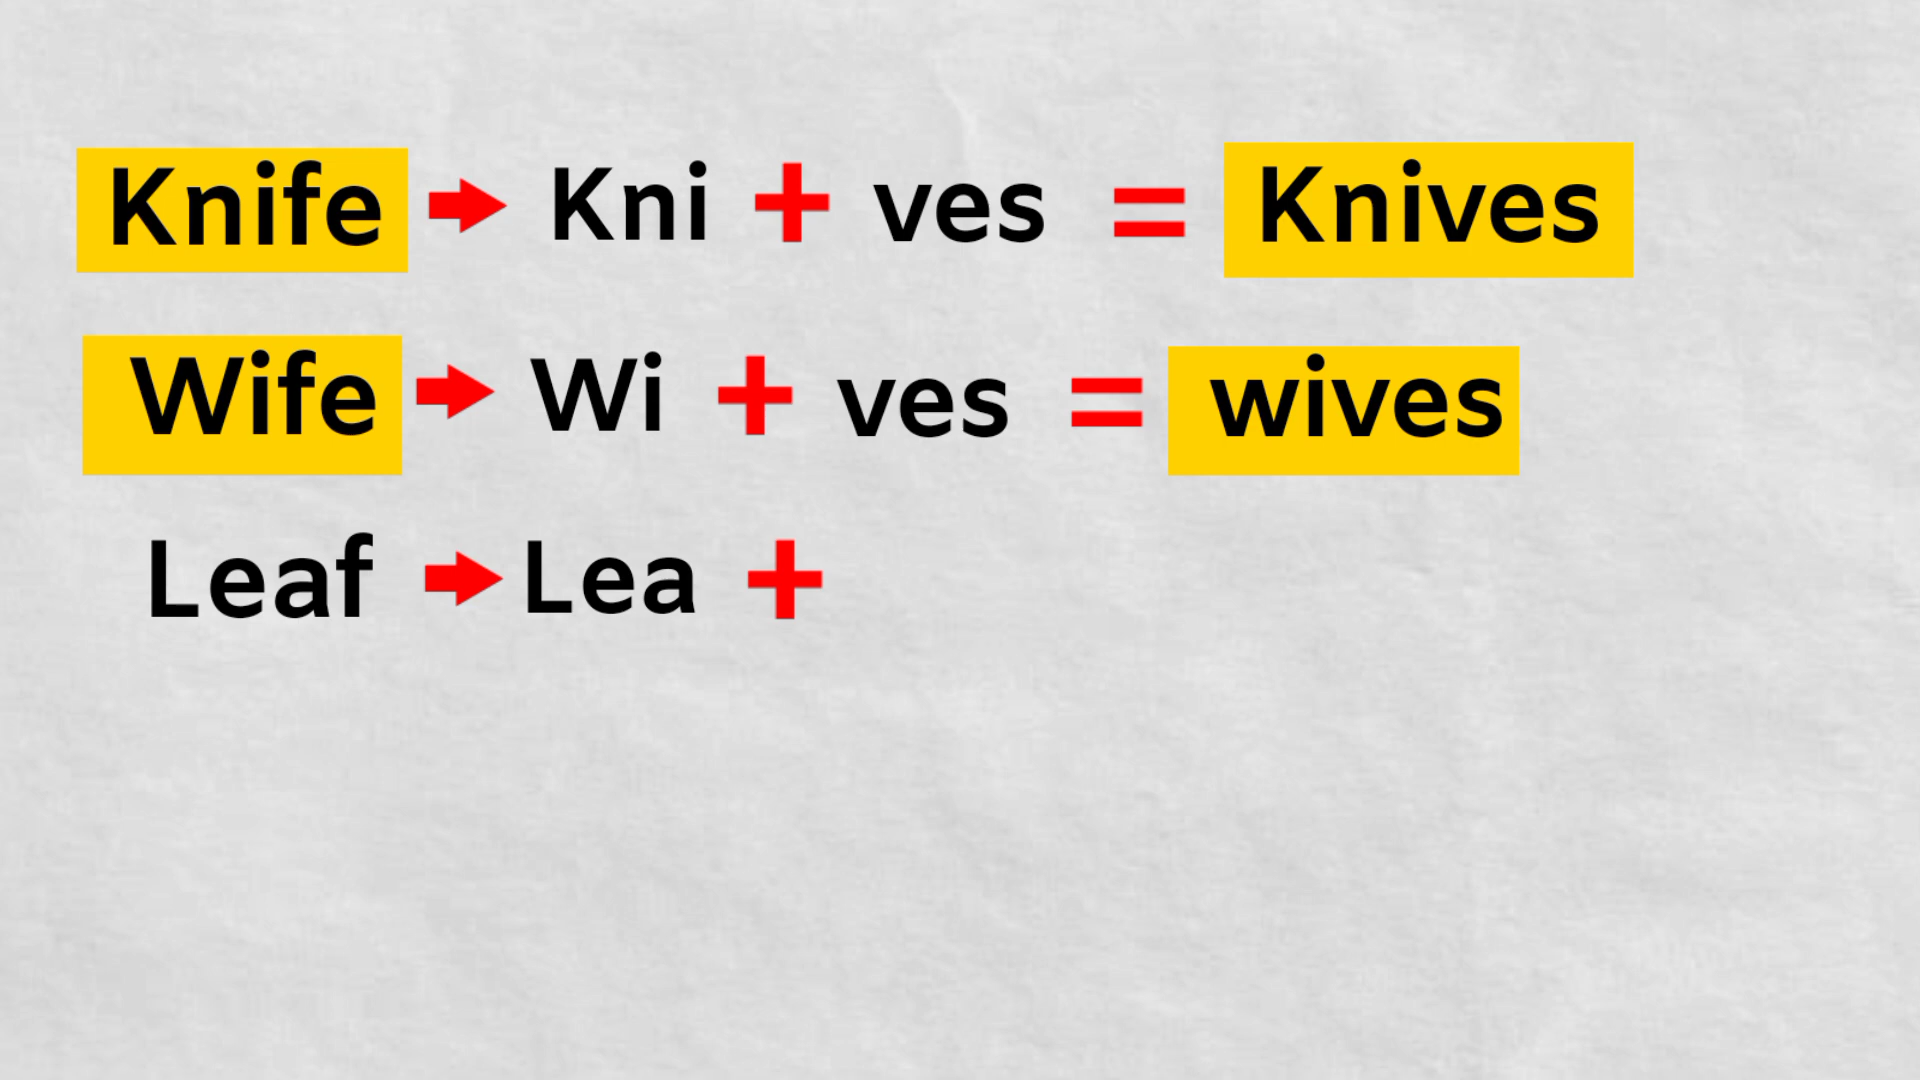 Knife ➡ Kni + ves = Knives
Wife ➡ Wi + ves = wives
Leaf ➡ Lea +